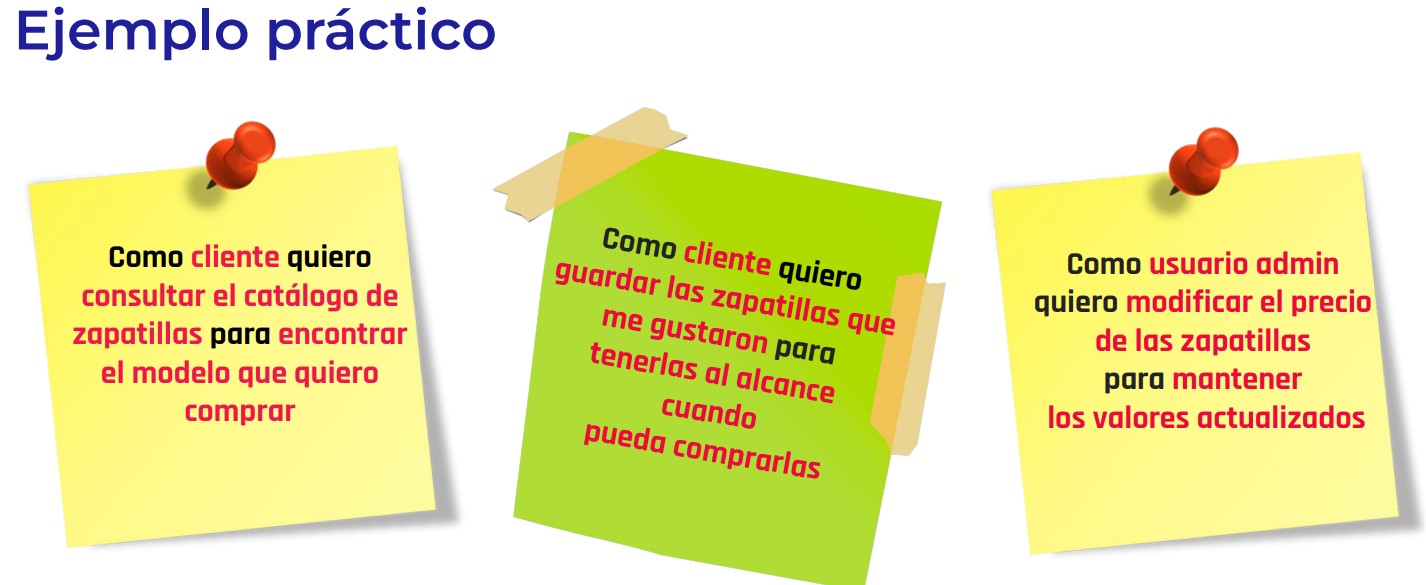 Ejemplo práctico
Como cliente quiero
consultar el catálogo de
zapatillas para encontrar
el modelo que quiero
comprar
Como cliente quiero
guardar las zapatillas que
me gustaron para
tenerlas al alcance
cuando
pueda comprarlas
Como usuario admin
quiero modificar el precio
de las zapatillas
para mantener
los valores actualizados